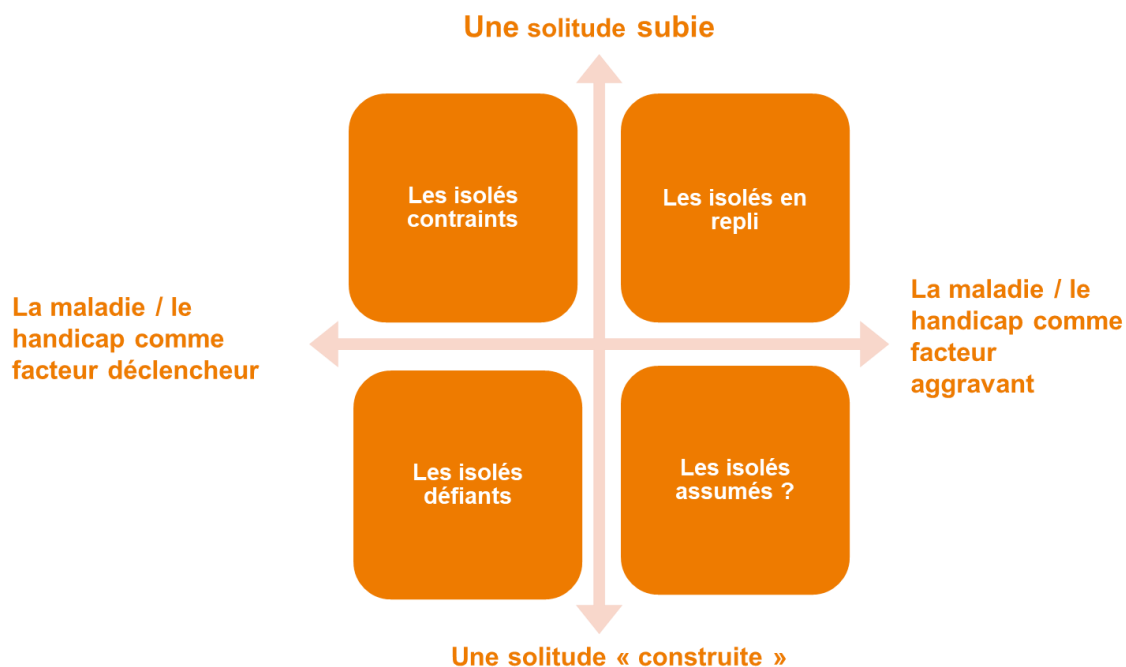 Une solitude subie
Les isolés
contraints
Les isolés en
repli
La maladie / le
handicap comme
facteur déclencheur
La maladie / le
handicap comme
facteur
aggravant
Les isolés
défiants
Les isolés
assumés ?
Une solitude « construite »